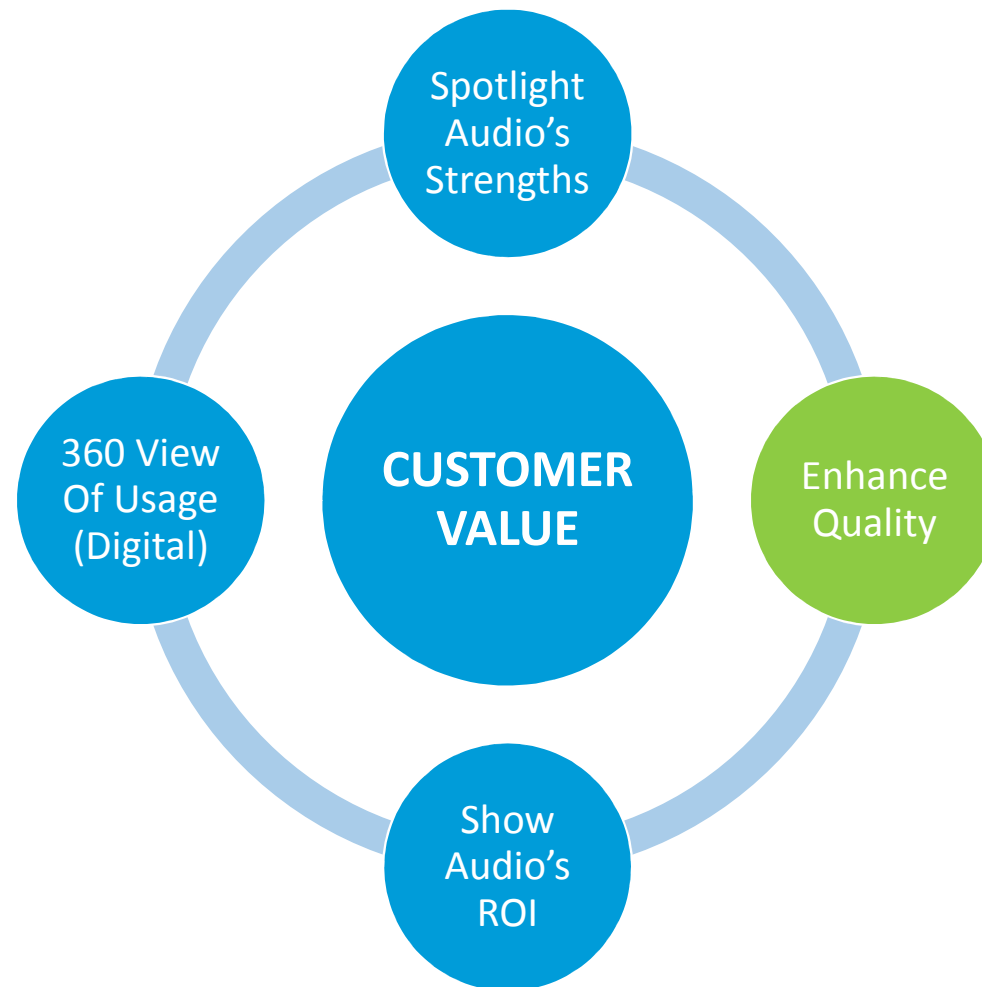 Spotlight
Audio’s
Strengths
360 View
Of Usage
(Digital)
CUSTOMER
VALUE
Enhance
Quality
Show
Audio’s
ROI